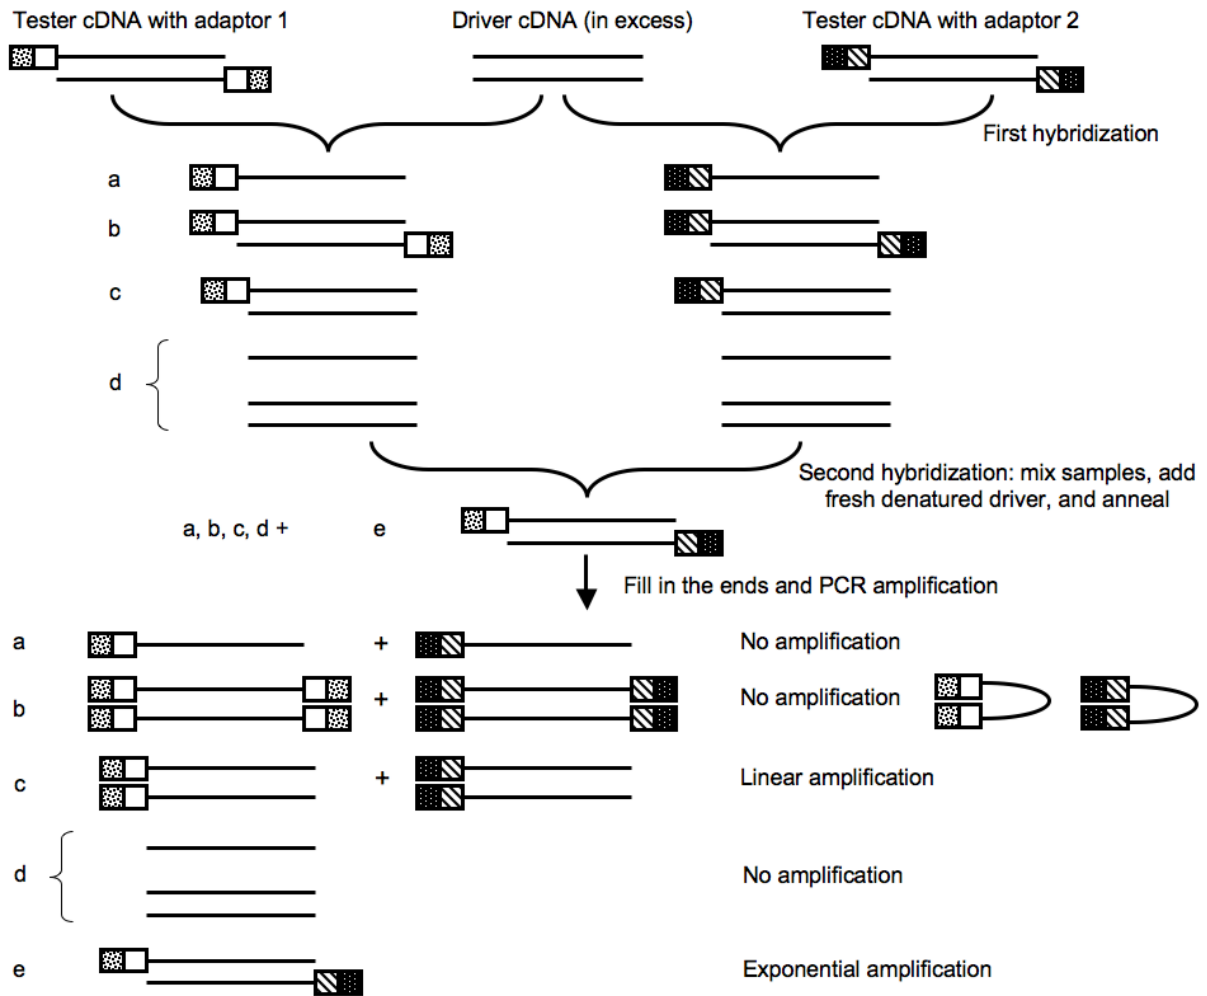 Tester cDNA with adaptor 1
Driver cDNA (in excess)
Tester cDNA with adaptor 2
First hybridization
a
b
c
d
Second hybridization: mix samples, add
fresh denatured driver, and anneal
a, b, c, d +
e
Fill in the ends and PCR amplification
a
+
No amplification
b
+
No amplification
c
+
Linear amplification
d
No amplification
e
Exponential amplification